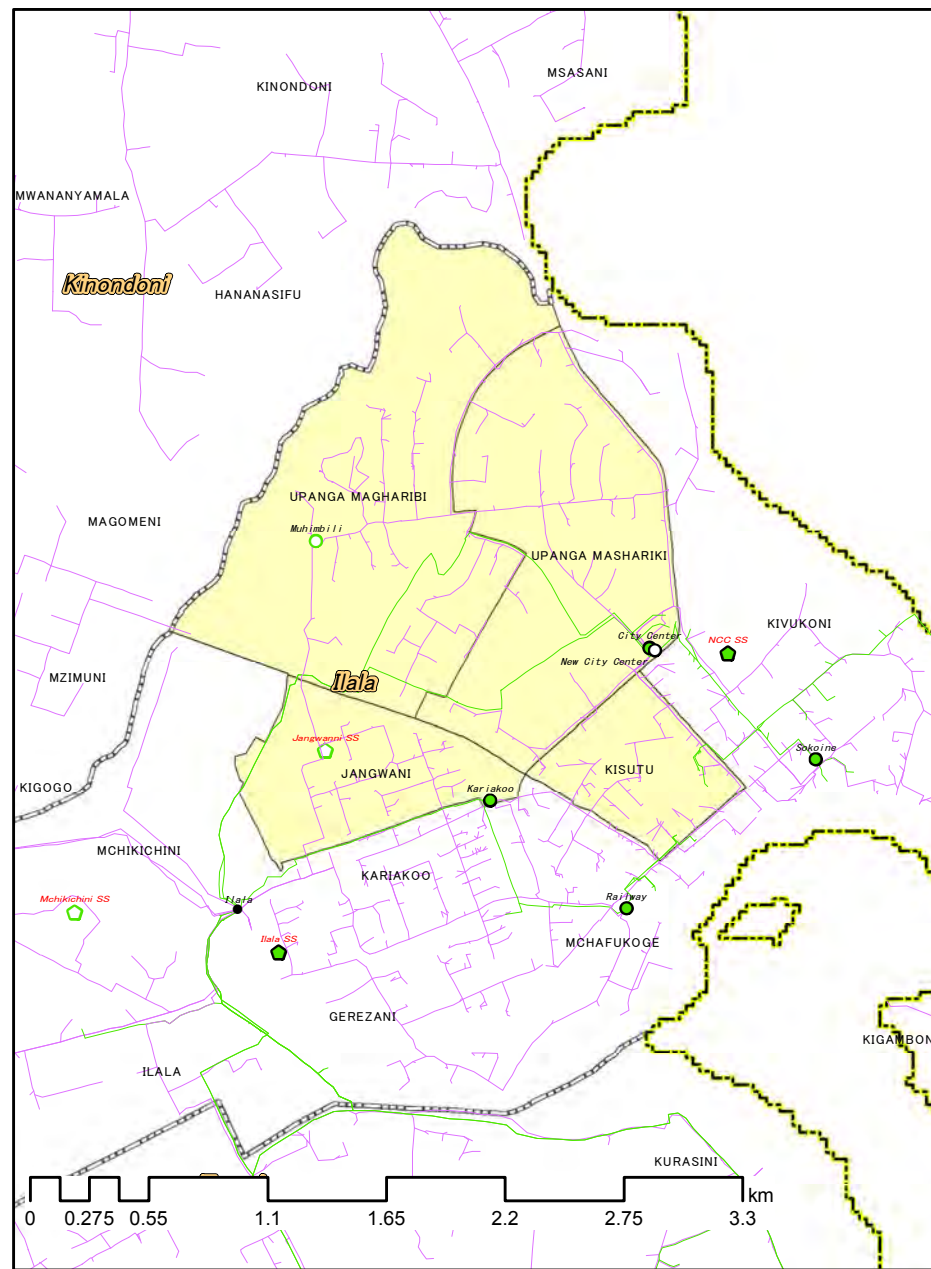 MSASANI
KINONDONI
MWANANYAMALA
Kinondoni
HANANASIFU
UPANGA MAGHARIBI
MAGOMENI
Muhimbili
UPANGA MASHARIKI
KIVUKONI
City Center
NCC SS
New City Center
MZIMUNI
Ilala
Jangwanni SS
Sokoine
JANGWANI
KISUTU
KIGOGO
Kariakoo
MCHIKICHINI
KARIAKOO
Mchikichini SS
Ilala
Railway
Ilala SS
MCHAFUKOGE
GEREZANI
KIGAMBON
ILALA
KURASINI
km
0 0.275 0.55 1.1 1.65 2.2 2.75 3.3